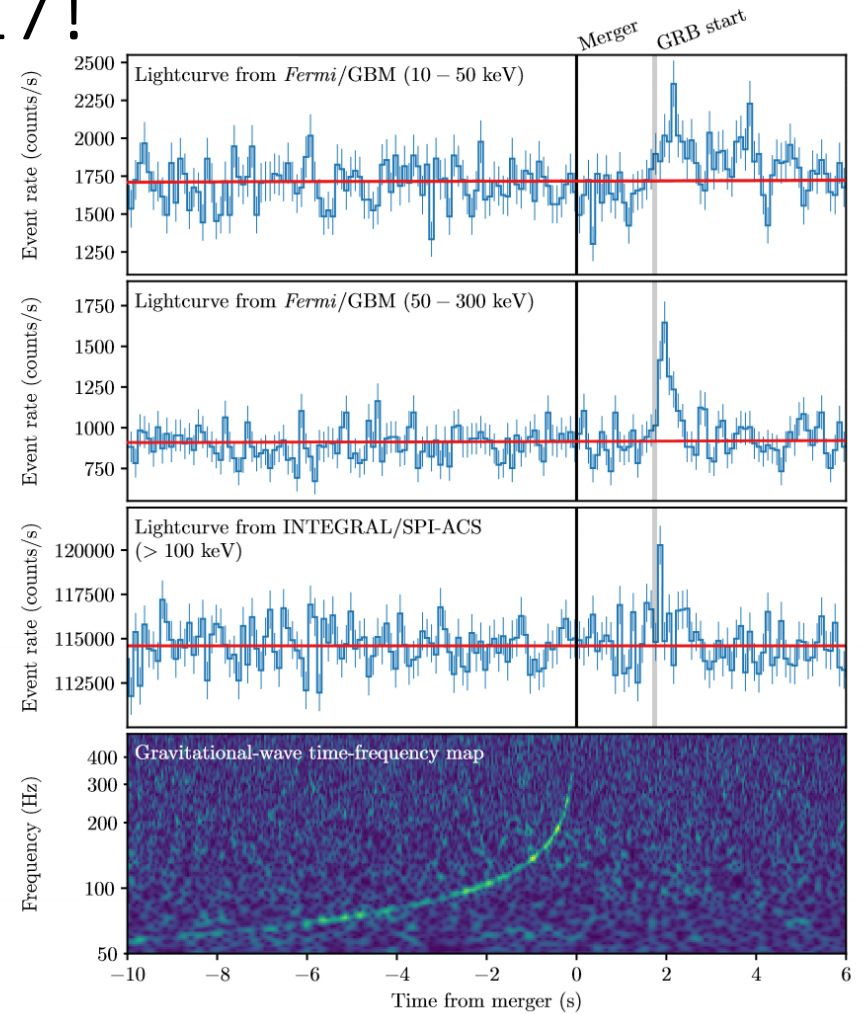 17!
Merger
GRB start
Lightcurve from Fermi/GBM (10 − 50 keV)
Event rate (counts/s)
2500
2250
2000
1750
1500
1250
Lightcurve from Fermi/GBM (50 − 300 keV)
Event rate (counts/s)
1750
1500
1250
1000
750
Lightcurve from INTEGRAL/SPI-ACS
(> 100 keV)
Event rate (counts/s)
120000
117500
115000
112500
Gravitational-wave time-frequency map
Frequency (Hz)
400
300
200
100
50
−10 −8 −6 −4 −2 0 2 4 6
Time from merger (s)